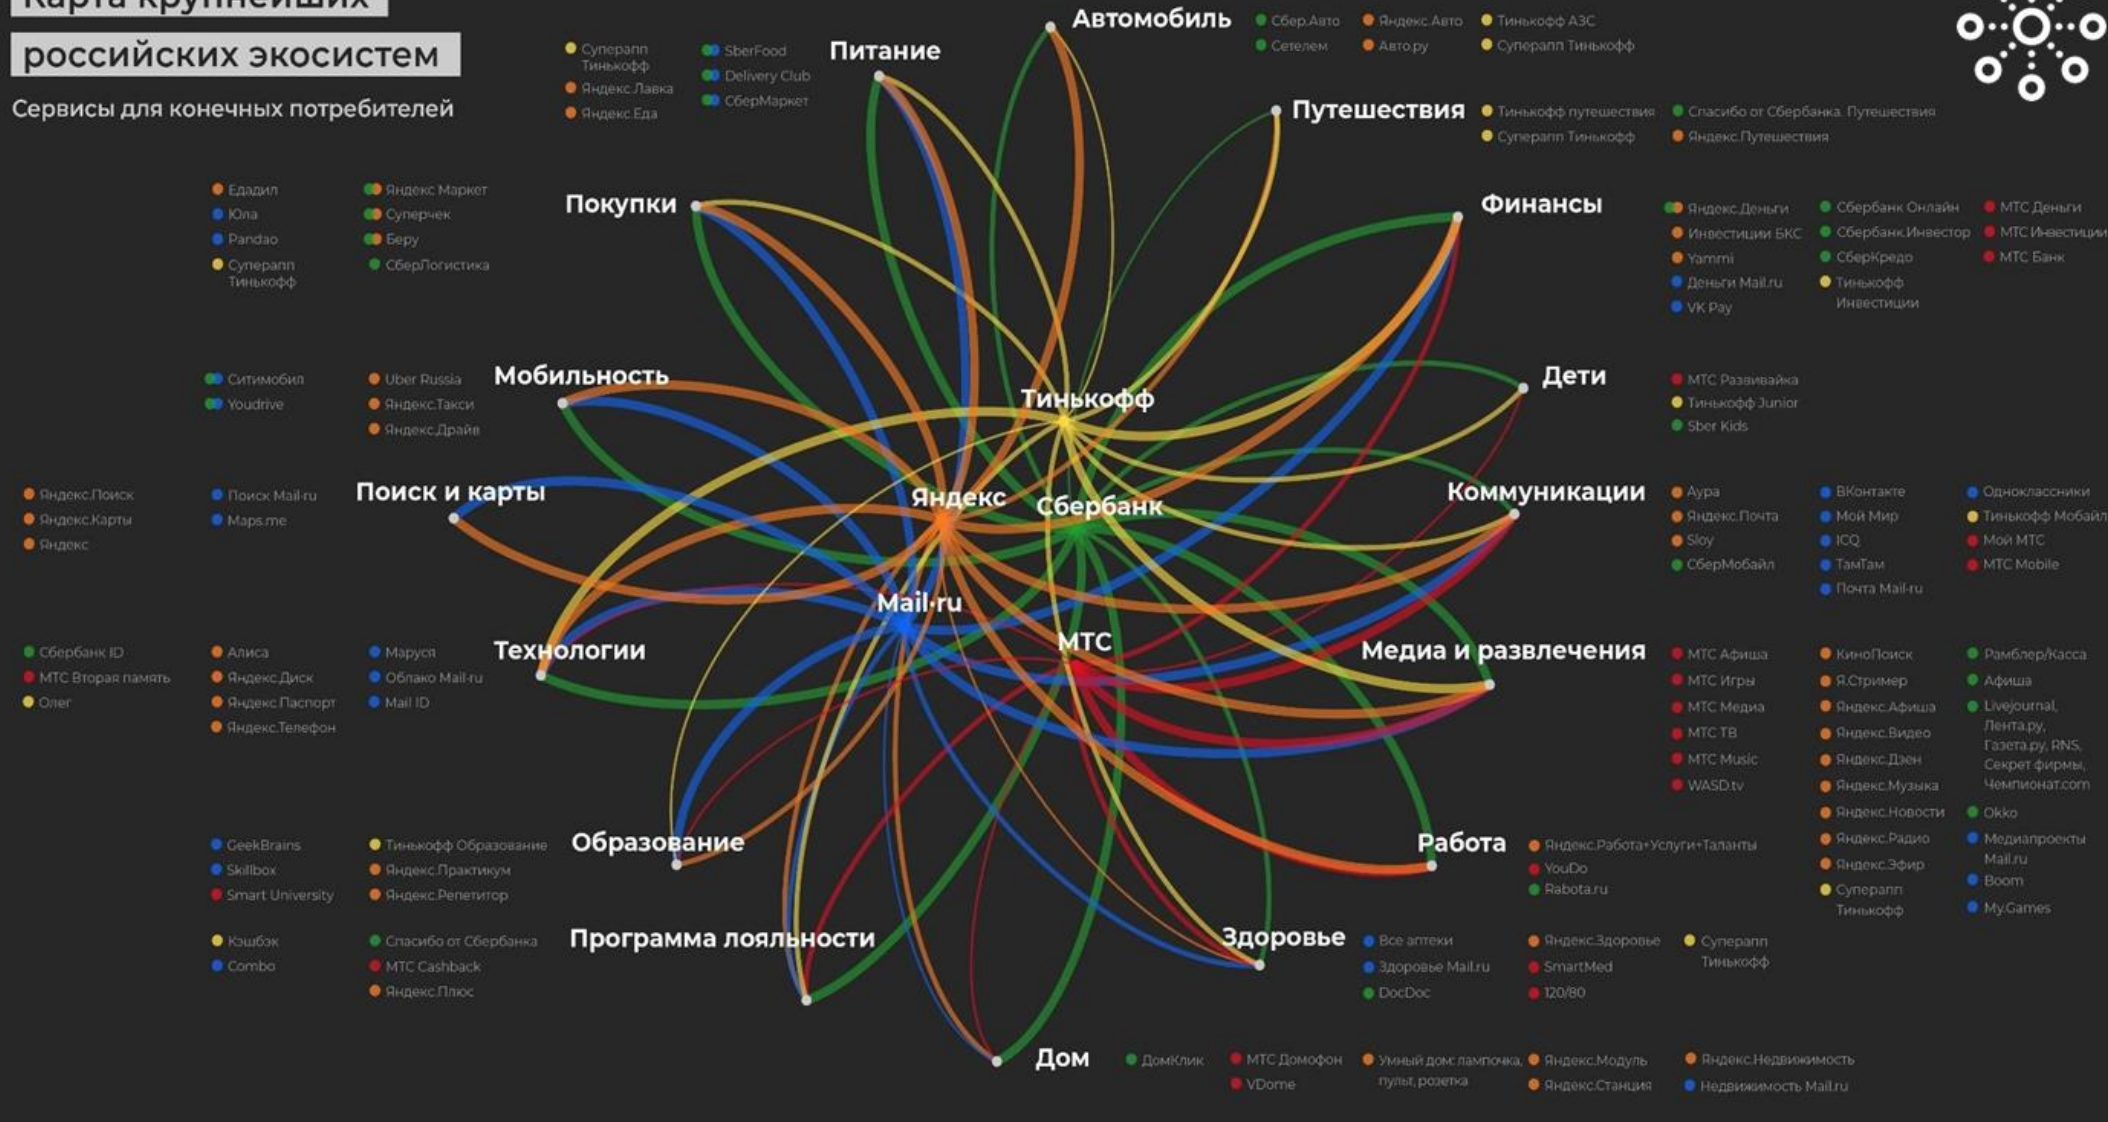 Карта крупнейших
российских экосистем
Сервисы для конечных потребителей
Питание
Суперапп
Тинькофф
Яндекс.Лавка
Яндекс.Еда
SberFood
Delivery Club
СберМаркет
Автомобиль
Сбер.Авто
Сетелем
Яндекс.Авто
Авто.ру
Тинькофф АЗС
Суперапп Тинькофф
Путешествия
Тинькофф путешествия
Суперапп Тинькофф
Спасибо от Сбербанка. Путешествия
Яндекс.Путешествия
Покупки
Едадил
Юла
Pandao
Суперапп
Тинькофф
Яндекс Маркет
Суперчек
Беру
СберЛогистика
Финансы
Яндекс.Деньги
Инвестиции БКС
Yammi
Деньги Mail.ru
VK Pay
Сбербанк Онлайн
Сбербанк.Инвестор
СберКредо
Тинькофф
Инвестиции
МТС Деньги
МТС Инвестиции
МТС Банк
Мобильность
Ситимобил
Youdrive
Uber Russia
Яндекс.Такси
Яндекс.Драйв
Дети
МТС Развивайка
Тинькофф Junior
Sber Kids
Тинькофф
Яндекс
Сбербанк
Mail·ru
МТС
Поиск и карты
Яндекс.Поиск
Яндекс.Карты
Яндекс
Поиск Mail·ru
Maps.me
Коммуникации
Аура
Яндекс.Почта
Sloy
СберМобайл
ВКонтакте
Мой Мир
ICQ
ТамТам
Почта Mail·ru
Одноклассники
Тинькофф Мобайл
Мой МТС
МТС Mobile
Технологии
Сбербанк ID
МТС Вторая память
Олег
Алиса
Яндекс.Диск
Яндекс.Паспорт
Яндекс.Телефон
Маруся
Облако Mail·ru
Mail ID
Медиа и развлечения
МТС Афиша
МТС Игры
МТС Медиа
МТС ТВ
МТС Music
WASD.tv
КиноПоиск
Я.Стример
Яндекс.Афиша
Яндекс.Видео
Яндекс.Дзен
Яндекс.Музыка
Яндекс.Новости
Яндекс.Радио
Яндекс.Эфир
Суперапп
Тинькофф
Рамблер/Касса
Афиша
Livejournal,
Лента.ру,
Газета.ру, RNS,
Секрет фирмы,
Чемпионат.com
Okko
Медиапроекты
Mail.ru
Boom
My.Games
Образование
GeekBrains
Skillbox
Smart University
Тинькофф Образование
Яндекс.Практикум
Яндекс.Репетитор
Работа
Яндекс.Работа+Услуги+Таланты
YouDo
Rabota.ru
Программа лояльности
Кэшбэк
Combo
Спасибо от Сбербанка
МТС Cashback
Яндекс.Плюс
Здоровье
Все аптеки
Здоровье Mail.ru
DocDoc
Яндекс.Здоровье
SmartMed
120/80
Суперапп
Тинькофф
Дом
ДомКлик
МТС Домофон
VDome
Умный дом: лампочка,
пульт, розетка
Яндекс.Модуль
Яндекс.Станция
Яндекс.Недвижимость
Недвижимость Mail.ru